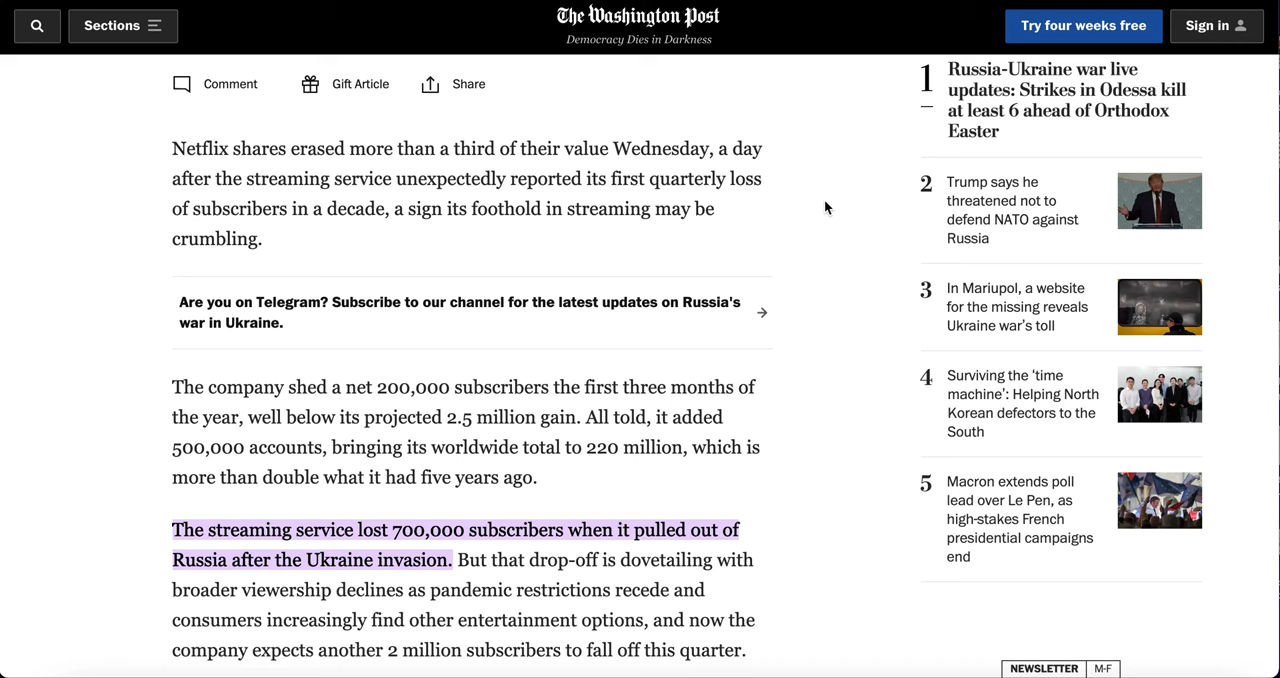 Sections
The Washington Post
Democracy Dies in Darkness
Try four weeks free
Sign in
Comment
Gift Article
Share
Netflix shares erased more than a third of their value Wednesday, a day
after the streaming service unexpectedly reported its first quarterly loss
of subscribers in a decade, a sign its foothold in streaming may be
crumbling.
Are you on Telegram? Subscribe to our channel for the latest updates on Russia's
war in Ukraine.
The company shed a net 200,000 subscribers the first three months of
the year, well below its projected 2.5 million gain. All told, it added
500,000 accounts, bringing its worldwide total to 220 million, which is
more than double what it had five years ago.
The streaming service lost 700,000 subscribers when it pulled out of
Russia after the Ukraine invasion. But that drop-off is dovetailing with
broader viewership declines as pandemic restrictions recede and
consumers increasingly find other entertainment options, and now the
company expects another 2 million subscribers to fall off this quarter.
1
Russia-Ukraine war live
updates: Strikes in Odessa kill
at least 6 ahead of Orthodox
Easter
2
Trump says he
threatened not to
defend NATO against
Russia
3
In Mariupol, a website
for the missing reveals
Ukraine war’s toll
4
Surviving the ‘time
machine’: Helping North
Korean defectors to the
South
5
Macron extends poll
lead over Le Pen, as
high-stakes French
presidential campaigns
end
NEWSLETTER M-F